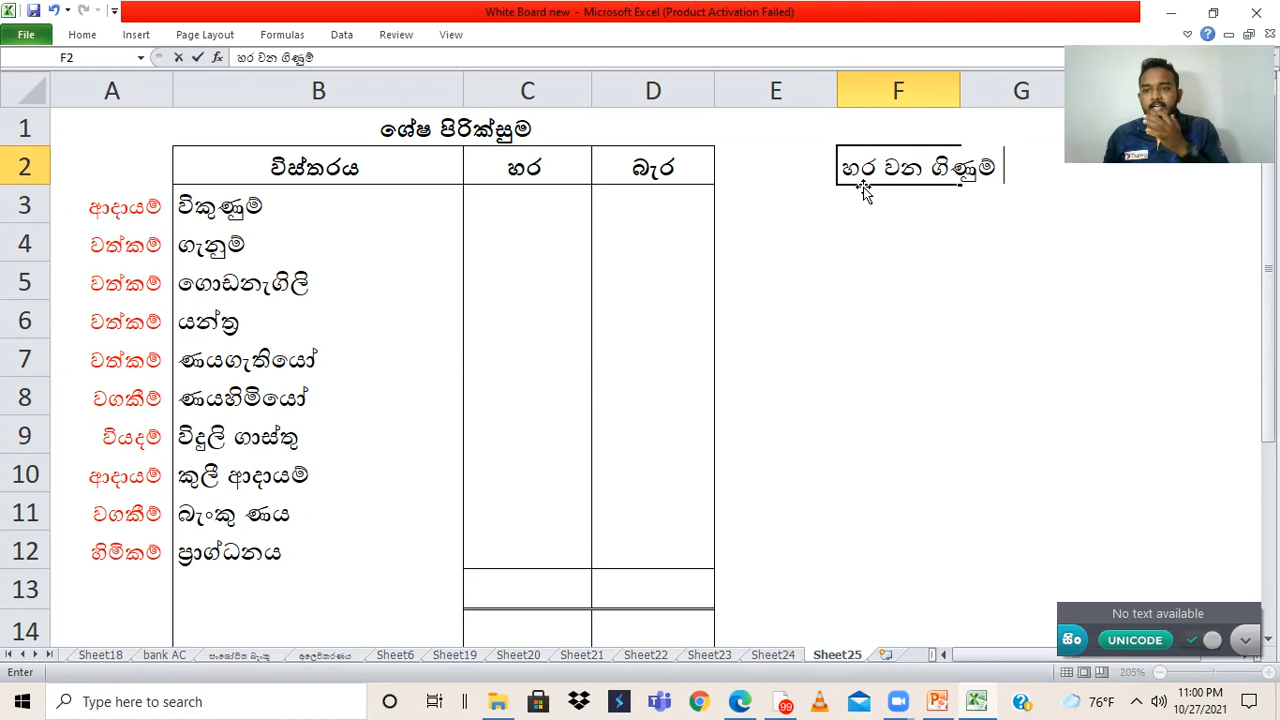 White Board new - Microsoft Excel (Product Activation Failed)
File Home Insert Page Layout Formulas Data Review View
F2 හර වන ගිණුම්
A B C D E F G
1 ශේෂ පිරික්සුම
2 විස්තරය හර බැර හර වන ගිණුම්
3 ආදායම් විකුණුම්
4 වත්කම් ගැනුම්
5 වත්කම් ගොඩනැගිලි
6 වත්කම් යන්ත්‍ර
7 වත්කම් ණයගැතියෝ
8 වගකීම් ණයහිමියෝ
9 වියදම් විදුලි ගාස්තු
10 ආදායම් කුලී ආදායම්
11 වගකීම් බැංකු ණය
12 හිමිකම් ප්‍රාග්ධනය
13
14
No text available
සිං UNICODE
Sheet18 bank AC සංශෝධිත බැංකු Sheet6 Sheet19 Sheet20 Sheet21 Sheet22 Sheet23 Sheet24 Sheet25
Enter 205%
Type here to search 99 76°F 11:00 PM
10/27/2021